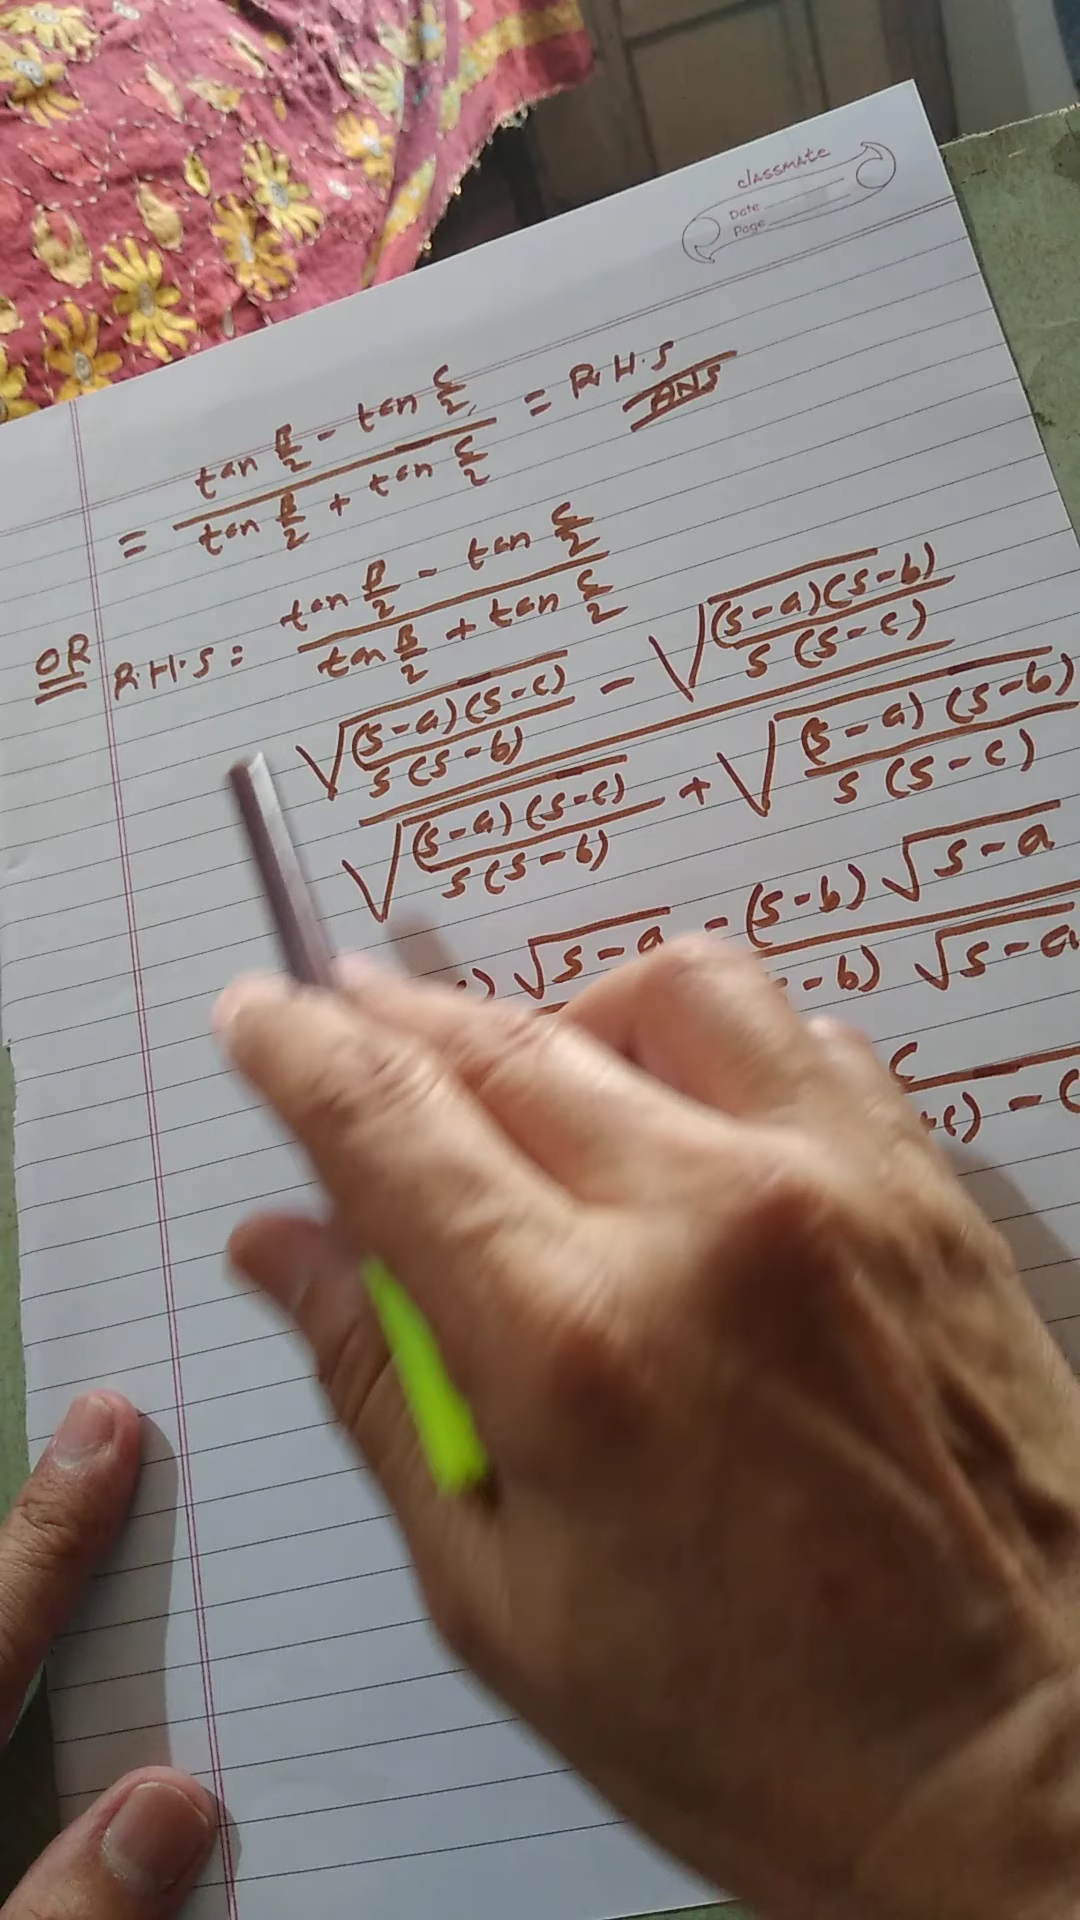 classmate
Date
Page
= (tan B/2 - tan C/2) / (tan B/2 + tan C/2) = R.H.S
ANS
OR R.H.S = (tan B/2 - tan C/2) / (tan B/2 + tan C/2)
(√((s-a)(s-c) / s(s-b)) - √((s-a)(s-b) / s(s-c))) / (√((s-a)(s-c) / s(s-b)) + √((s-a)(s-b) / s(s-c)))
) √s-a - (s-b) √s-a
-b) √s-a
c
+c) - (